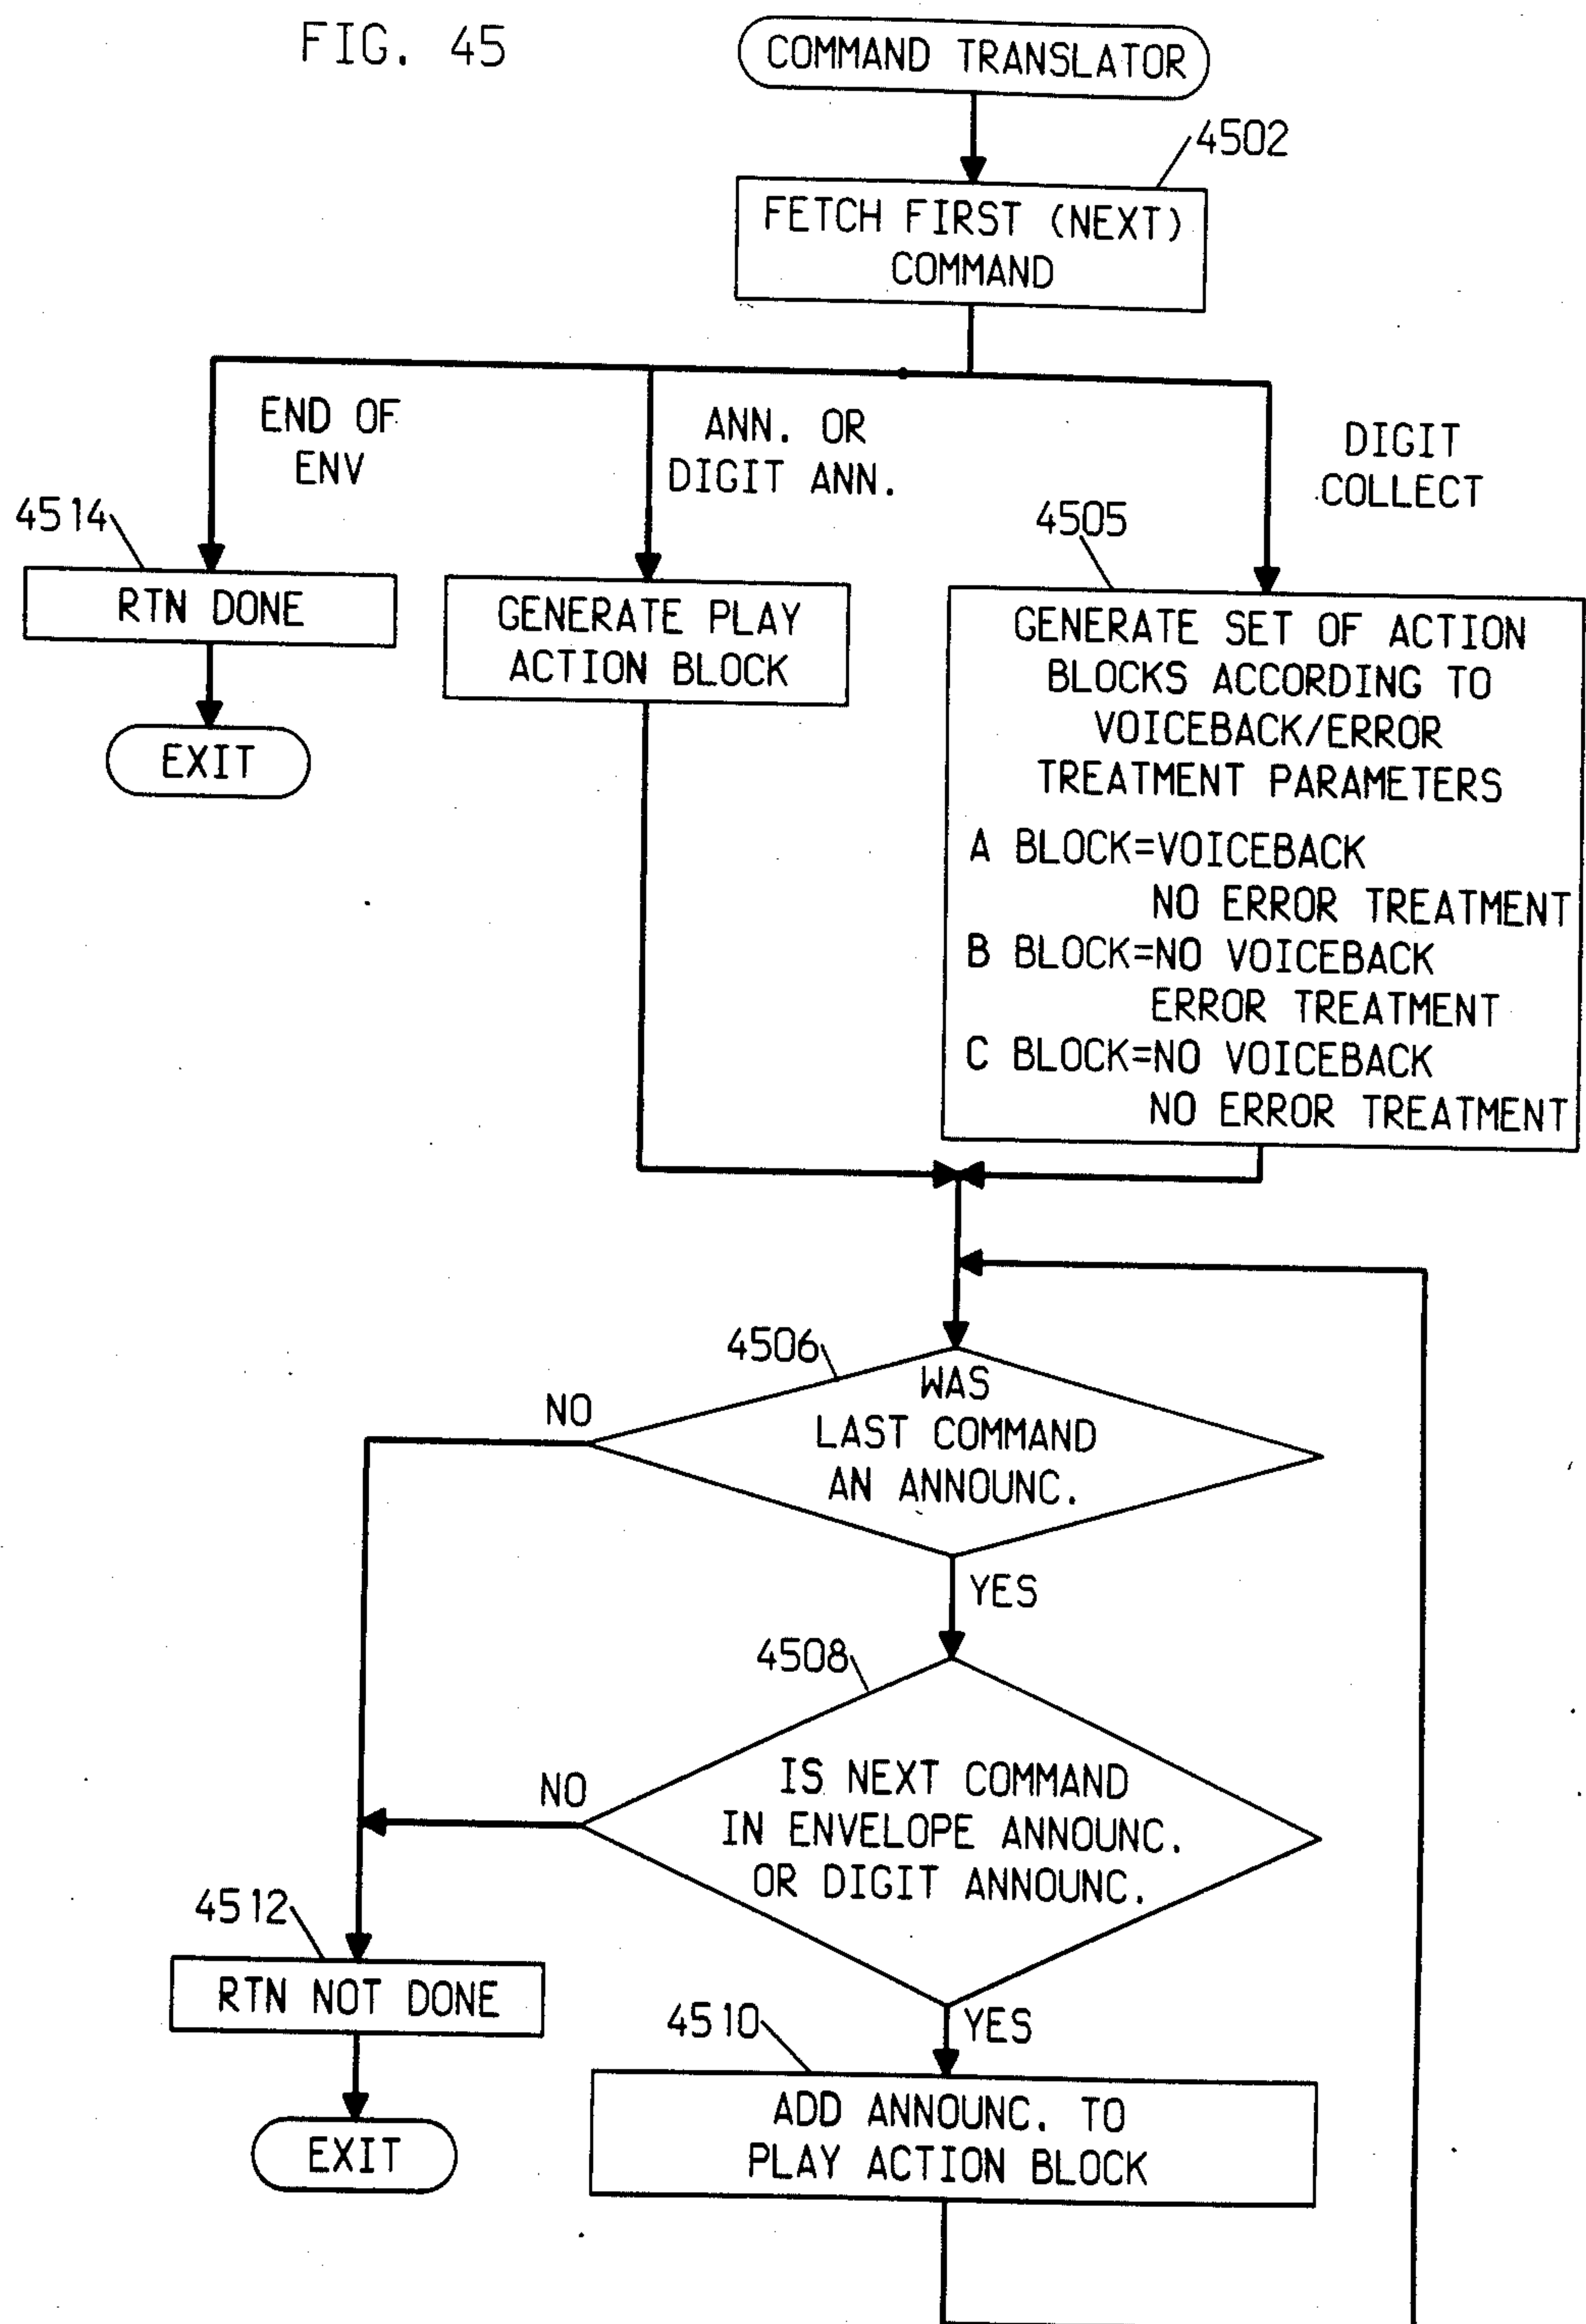 FIG. 45
COMMAND TRANSLATOR
4502
FETCH FIRST (NEXT)
COMMAND
END OF
ENV
ANN. OR
DIGIT ANN.
DIGIT
COLLECT
4514
RTN DONE
EXIT
GENERATE PLAY
ACTION BLOCK
4505
GENERATE SET OF ACTION
BLOCKS ACCORDING TO
VOICEBACK/ERROR
TREATMENT PARAMETERS
A BLOCK=VOICEBACK
NO ERROR TREATMENT
B BLOCK=NO VOICEBACK
ERROR TREATMENT
C BLOCK=NO VOICEBACK
NO ERROR TREATMENT
4506
WAS
LAST COMMAND
AN ANNOUNC.
NO
YES
4508
IS NEXT COMMAND
IN ENVELOPE ANNOUNC.
OR DIGIT ANNOUNC.
NO
YES
4512
RTN NOT DONE
EXIT
4510
ADD ANNOUNC. TO
PLAY ACTION BLOCK